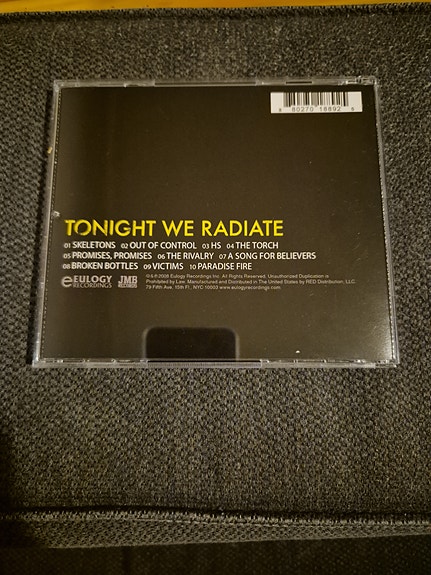 8 80270 18892 8
TONIGHT WE RADIATE
01 SKELETONS 02 OUT OF CONTROL 03 HS 04 THE TORCH
05 PROMISES, PROMISES 06 THE RIVALRY 07 A SONG FOR BELIEVERS
08 BROKEN BOTTLES 09 VICTIMS 10 PARADISE FIRE
e EULOGY RECORDINGS JMB RECORDS
℗ & © 2008 Eulogy Recordings Inc. All Rights Reserved. Unauthorized Duplication is
Prohibited by Law. Manufactured and Distributed in The United States by RED Distribution, LLC.
79 Fifth Ave, 15th Fl, NYC 10003 www.eulogyrecordings.com